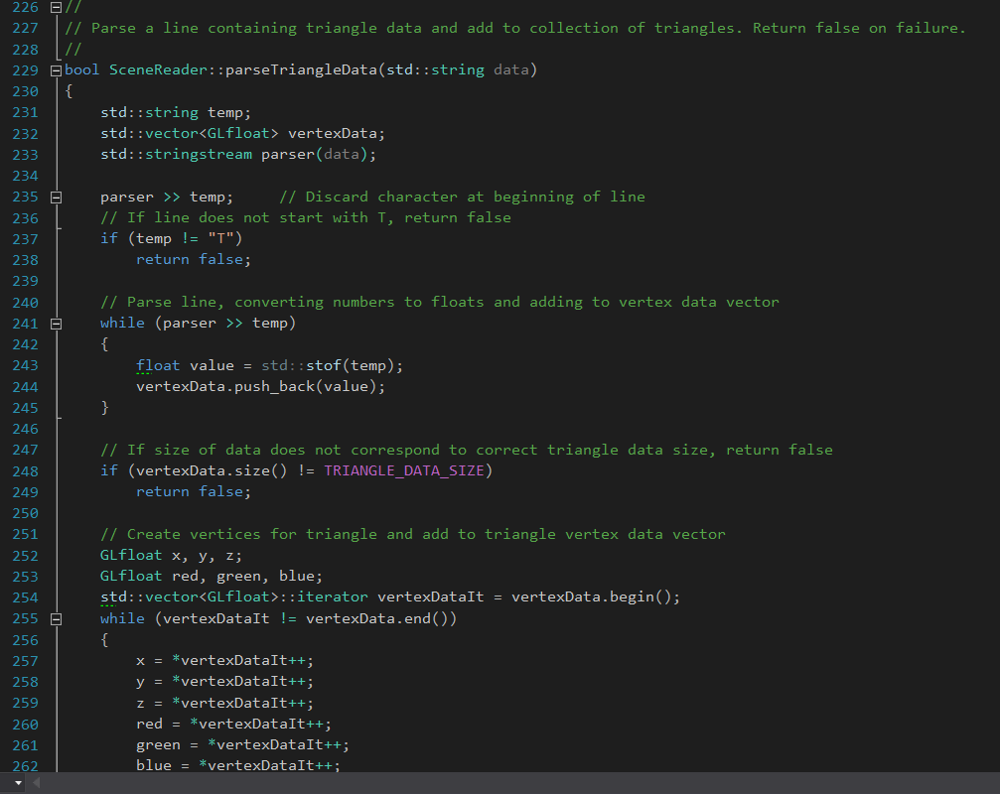 226 //
227 // Parse a line containing triangle data and add to collection of triangles. Return false on failure.
228 //
229 bool SceneReader::parseTriangleData(std::string data)
230 {
231     std::string temp;
232     std::vector<GLfloat> vertexData;
233     std::stringstream parser(data);
234
235     parser >> temp;     // Discard character at beginning of line
236     // If line does not start with T, return false
237     if (temp != "T")
238         return false;
239
240     // Parse line, converting numbers to floats and adding to vertex data vector
241     while (parser >> temp)
242     {
243         float value = std::stof(temp);
244         vertexData.push_back(value);
245     }
246
247     // If size of data does not correspond to correct triangle data size, return false
248     if (vertexData.size() != TRIANGLE_DATA_SIZE)
249         return false;
250
251     // Create vertices for triangle and add to triangle vertex data vector
252     GLfloat x, y, z;
253     GLfloat red, green, blue;
254     std::vector<GLfloat>::iterator vertexDataIt = vertexData.begin();
255     while (vertexDataIt != vertexData.end())
256     {
257         x = *vertexDataIt++;
258         y = *vertexDataIt++;
259         z = *vertexDataIt++;
260         red = *vertexDataIt++;
261         green = *vertexDataIt++;
262         blue = *vertexDataIt++;